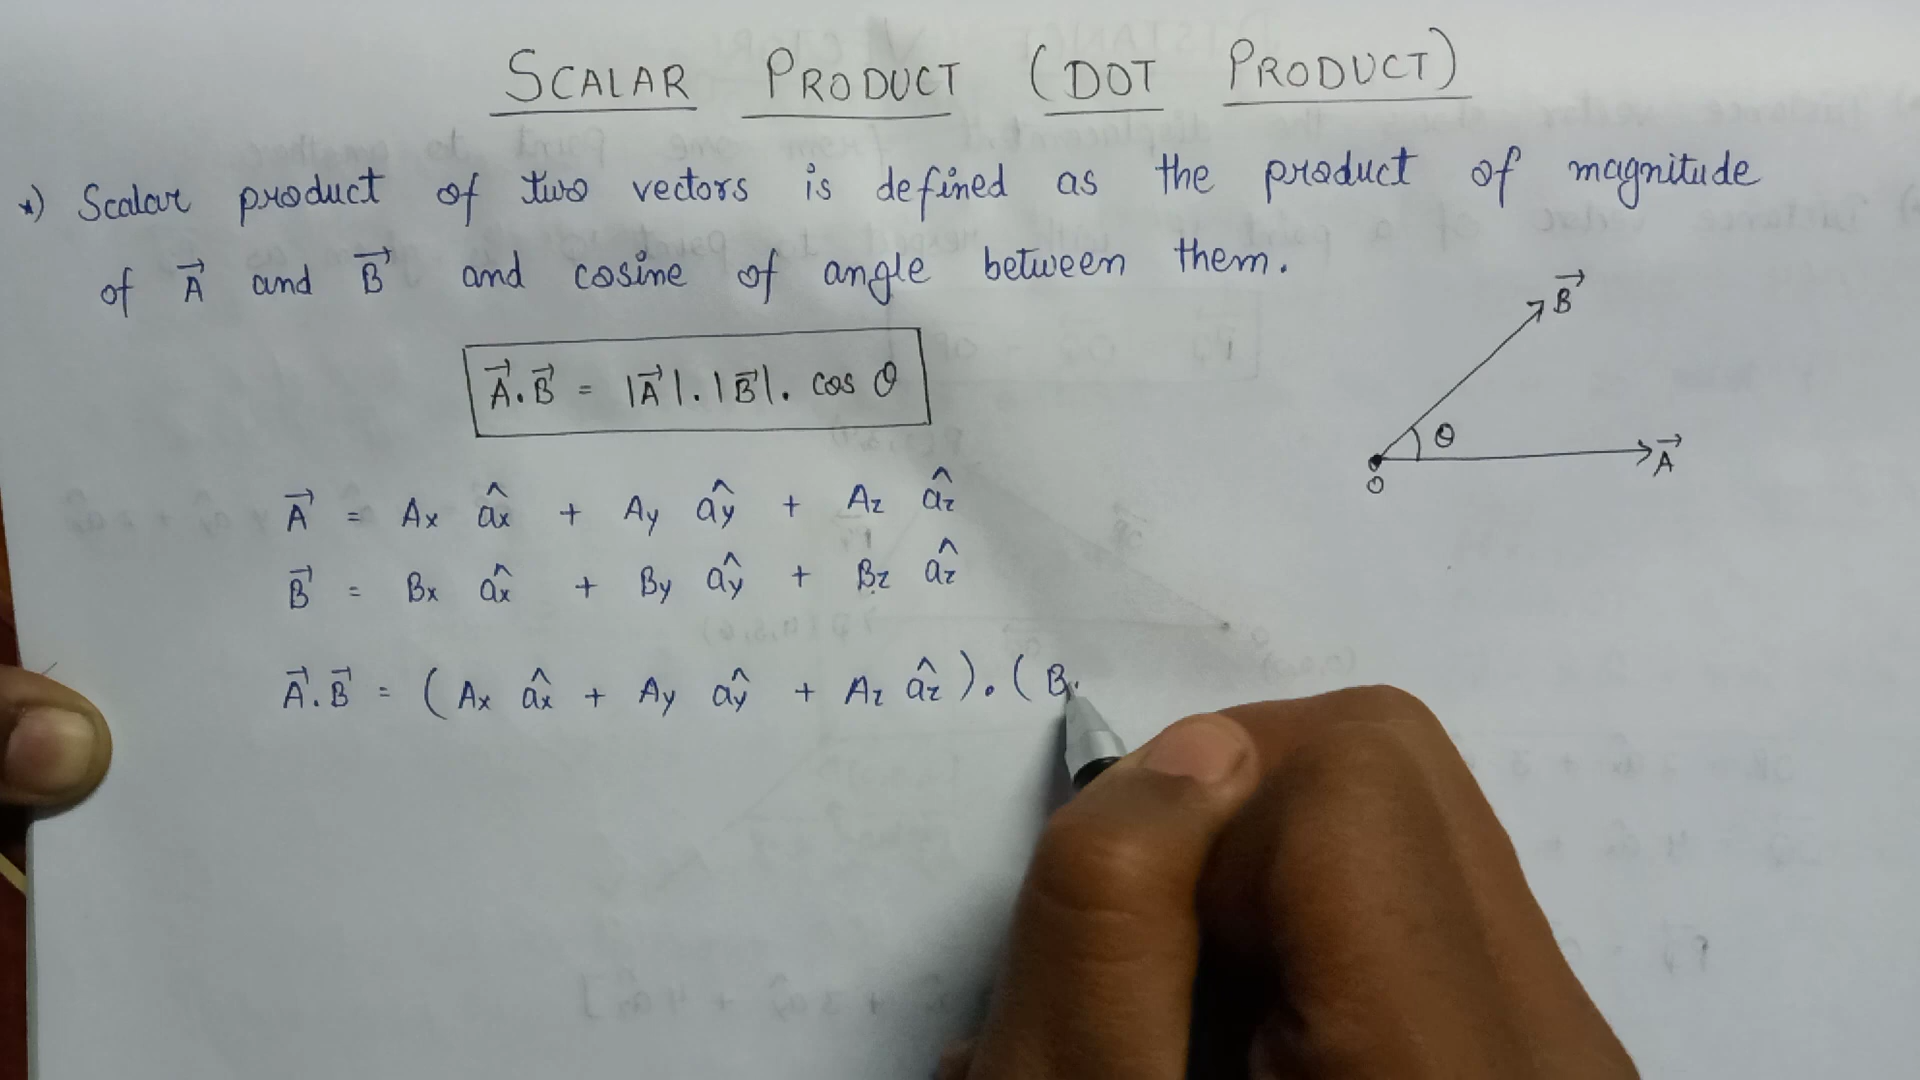 SCALAR PRODUCT (DOT PRODUCT)
*) Scalar product of two vectors is defined as the product of magnitude
of A⃗ and B⃗ and cosine of angle between them.
A⃗.B⃗ = |A⃗|.|B⃗|. cos θ
B⃗
θ
A⃗
O
A⃗ = Ax âx + Ay ây + Az âz
B⃗ = Bx âx + By ây + Bz âz
A⃗.B⃗ = (Ax âx + Ay ây + Az âz).(B